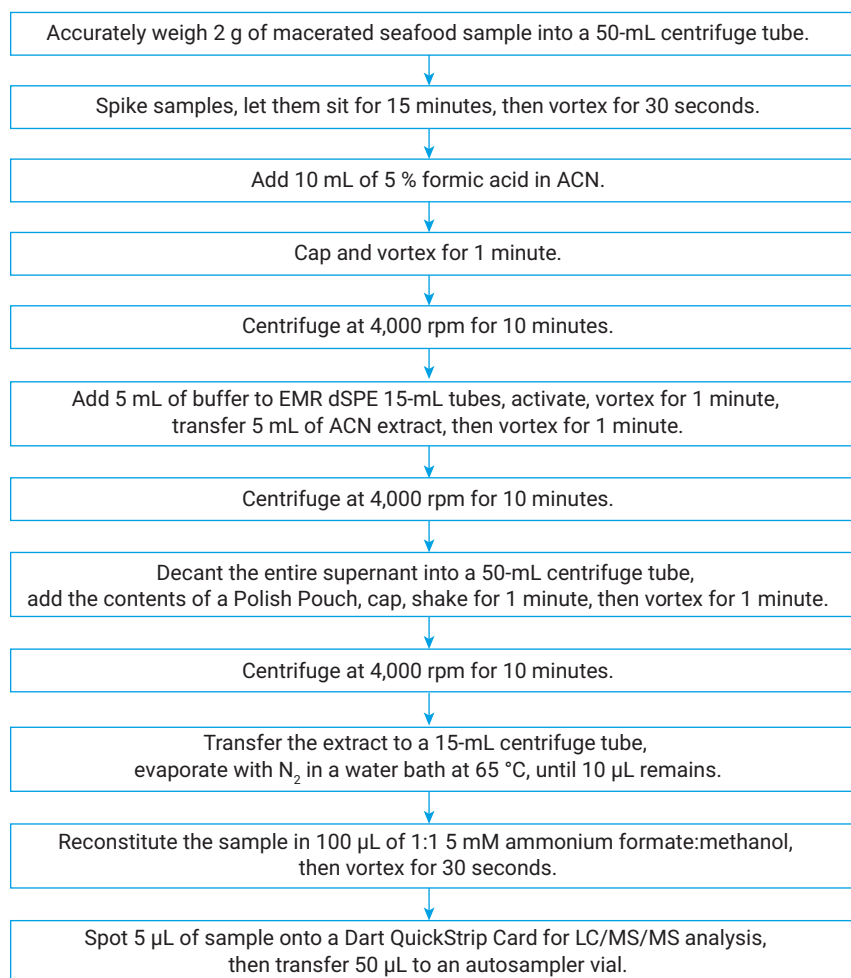 Accurately weigh 2 g of macerated seafood sample into a 50-mL centrifuge tube.
Spike samples, let them sit for 15 minutes, then vortex for 30 seconds.
Add 10 mL of 5 % formic acid in ACN.
Cap and vortex for 1 minute.
Centrifuge at 4,000 rpm for 10 minutes.
Add 5 mL of buffer to EMR dSPE 15-mL tubes, activate, vortex for 1 minute,
transfer 5 mL of ACN extract, then vortex for 1 minute.
Centrifuge at 4,000 rpm for 10 minutes.
Decant the entire supernant into a 50-mL centrifuge tube,
add the contents of a Polish Pouch, cap, shake for 1 minute, then vortex for 1 minute.
Centrifuge at 4,000 rpm for 10 minutes.
Transfer the extract to a 15-mL centrifuge tube,
evaporate with N₂ in a water bath at 65 °C, until 10 µL remains.
Reconstitute the sample in 100 µL of 1:1 5 mM ammonium formate:methanol,
then vortex for 30 seconds.
Spot 5 µL of sample onto a Dart QuickStrip Card for LC/MS/MS analysis,
then transfer 50 µL to an autosampler vial.